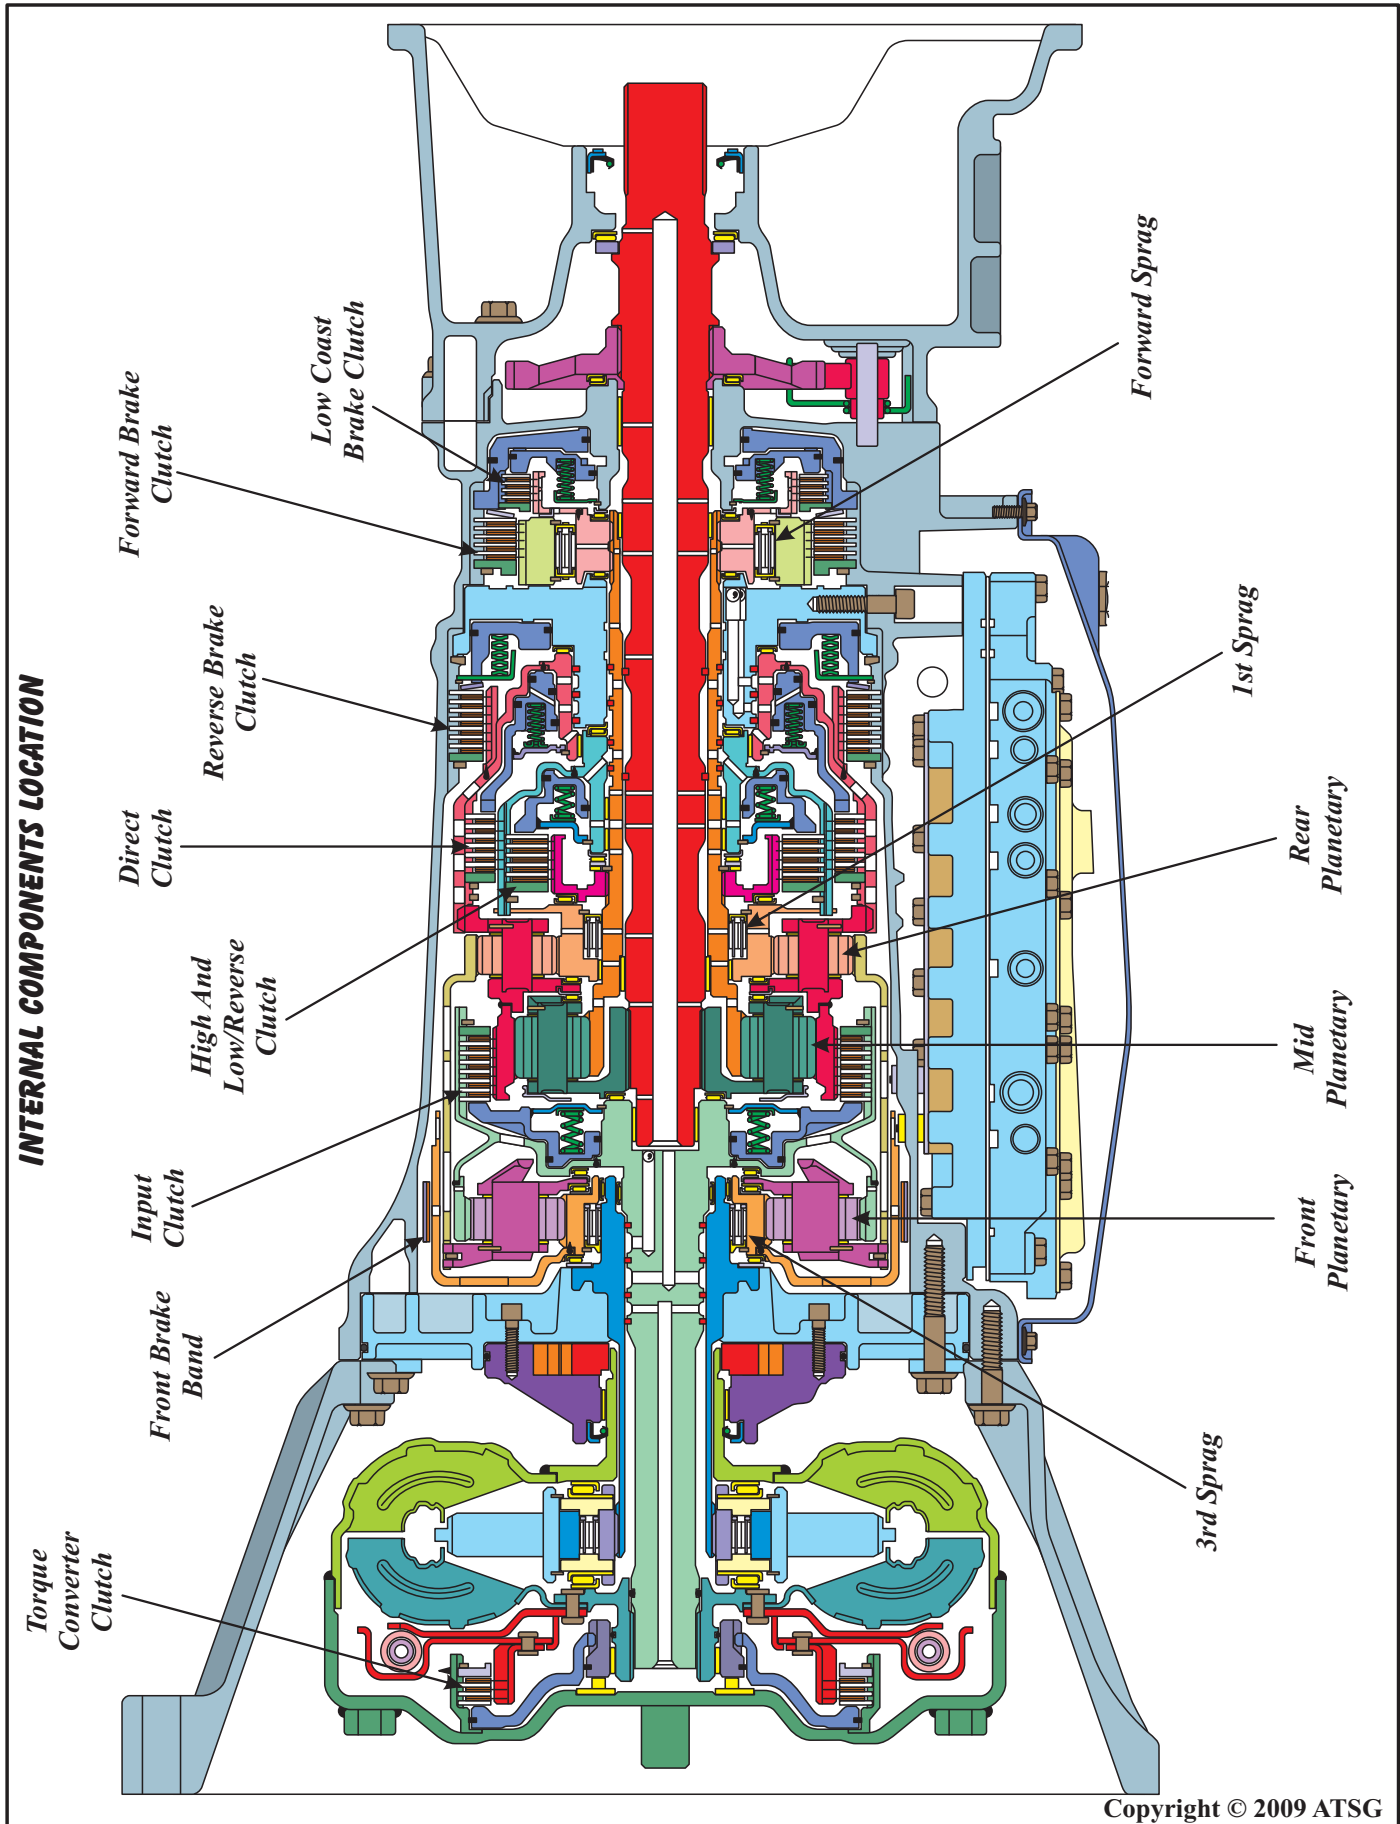 INTERNAL COMPONENTS LOCATION
Torque
Converter
Clutch
Front Brake
Band
Input
Clutch
High And
Low/Reverse
Clutch
Direct
Clutch
Reverse Brake
Clutch
Forward Brake
Clutch
Low Coast
Brake Clutch
3rd Sprag
Front
Planetary
Mid
Planetary
Rear
Planetary
1st Sprag
Forward Sprag
Copyright © 2009 ATSG